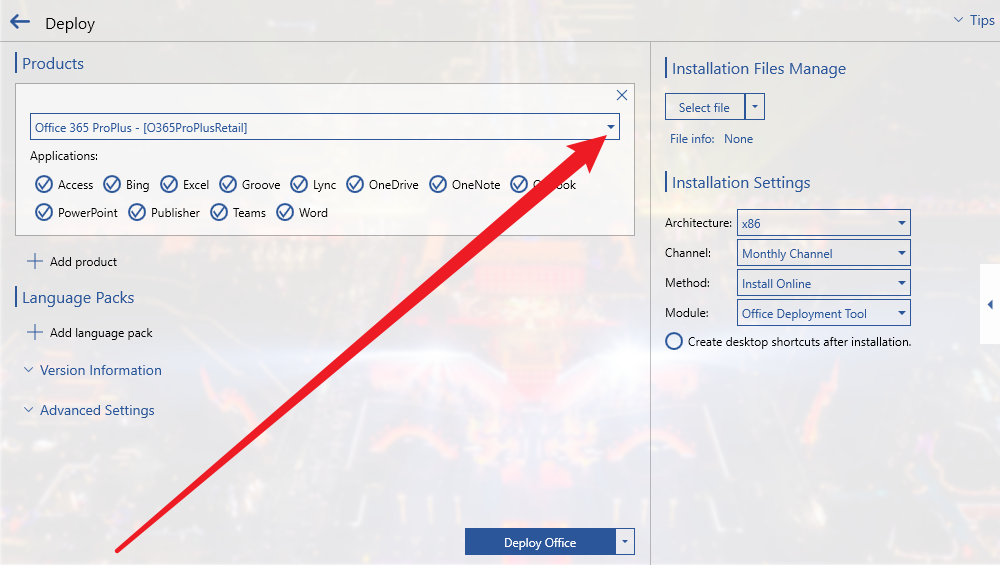 Deploy
Tips
Products
Office 365 ProPlus - [O365ProPlusRetail]
Applications:
Access Bing Excel Groove Lync OneDrive OneNote
PowerPoint Publisher Teams Word
Add product
Language Packs
Add language pack
Version Information
Advanced Settings
Deploy Office
Installation Files Manage
Select file
File info: None
Installation Settings
Architecture: x86
Channel: Monthly Channel
Method: Install Online
Module: Office Deployment Tool
Create desktop shortcuts after installation.